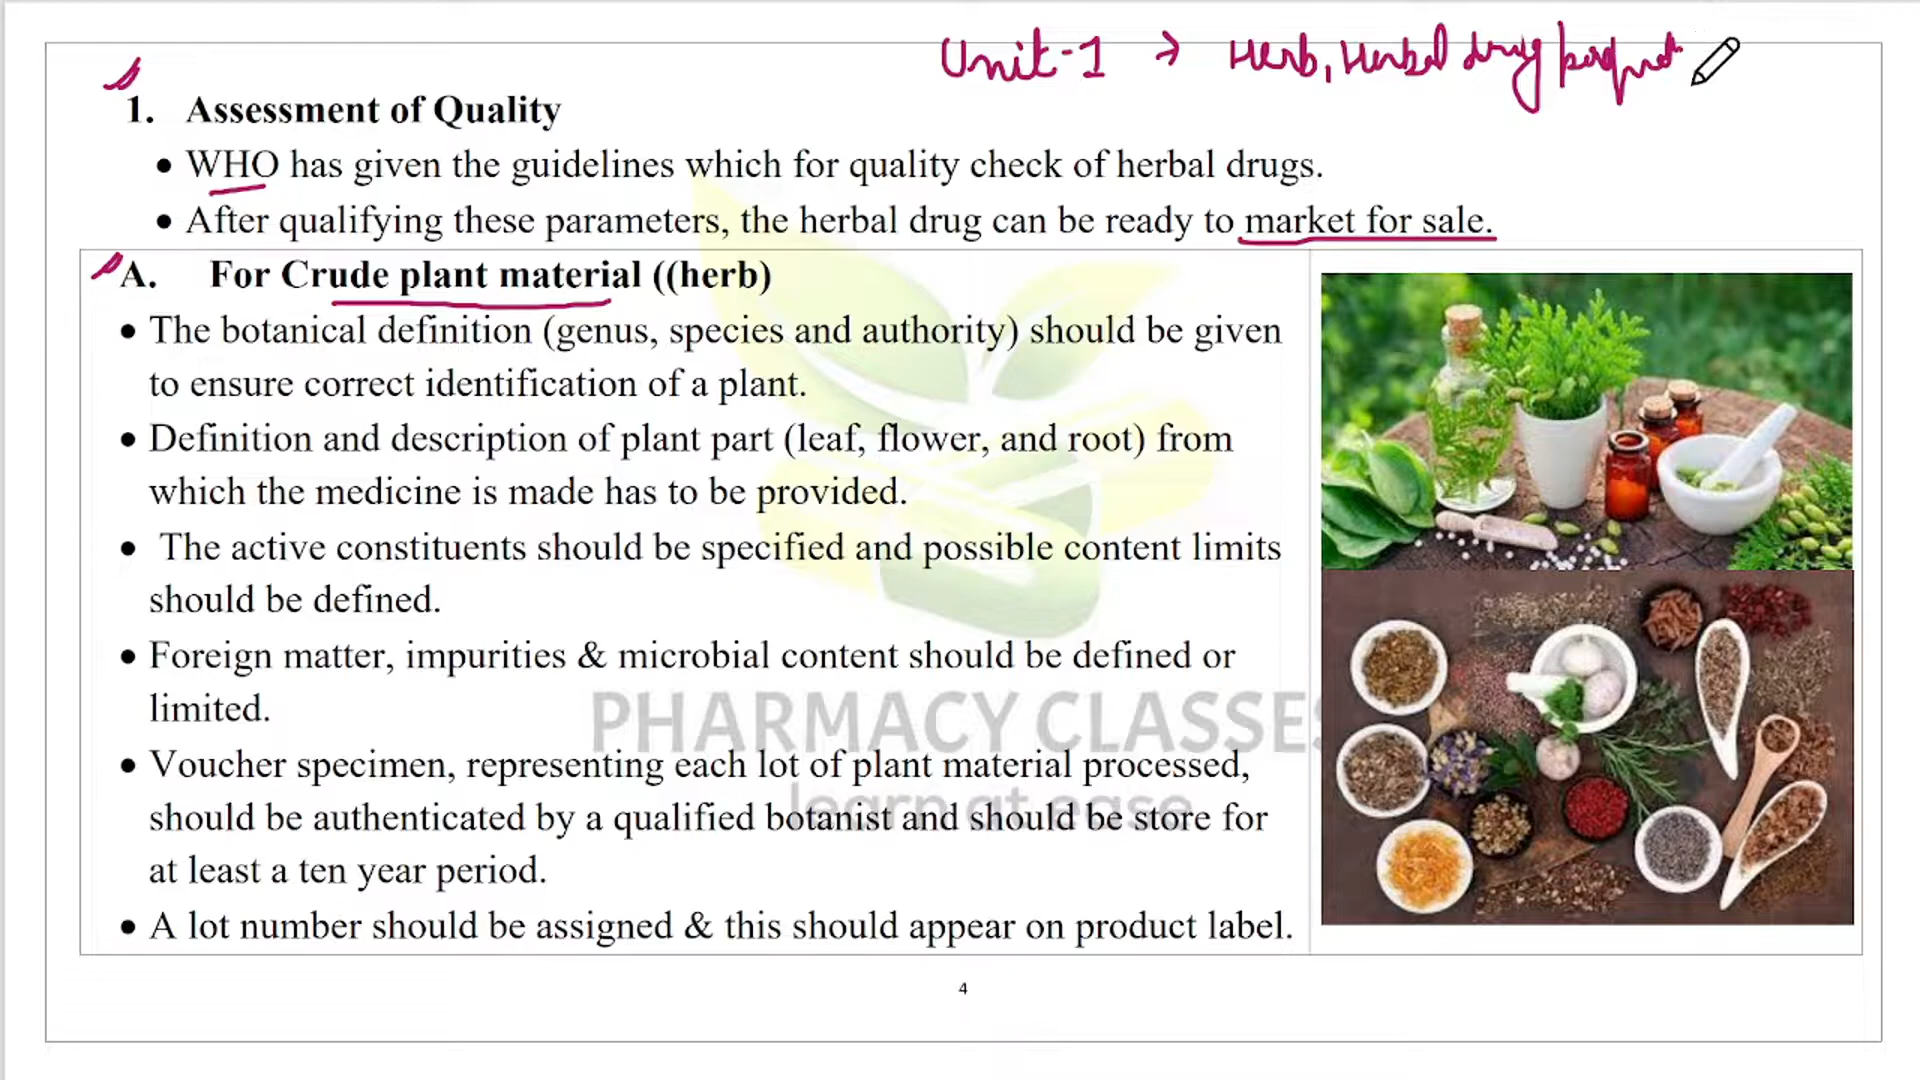 Unit-1 → Herb, Herbal drug
1. Assessment of Quality
• WHO has given the guidelines which for quality check of herbal drugs.
• After qualifying these parameters, the herbal drug can be ready to market for sale.
A. For Crude plant material ((herb)
• The botanical definition (genus, species and authority) should be given
to ensure correct identification of a plant.
• Definition and description of plant part (leaf, flower, and root) from
which the medicine is made has to be provided.
• The active constituents should be specified and possible content limits
should be defined.
• Foreign matter, impurities & microbial content should be defined or
limited.
PHARMACY CLASSES
• Voucher specimen, representing each lot of plant material processed,
learn at ease
should be authenticated by a qualified botanist and should be store for
at least a ten year period.
• A lot number should be assigned & this should appear on product label.
4